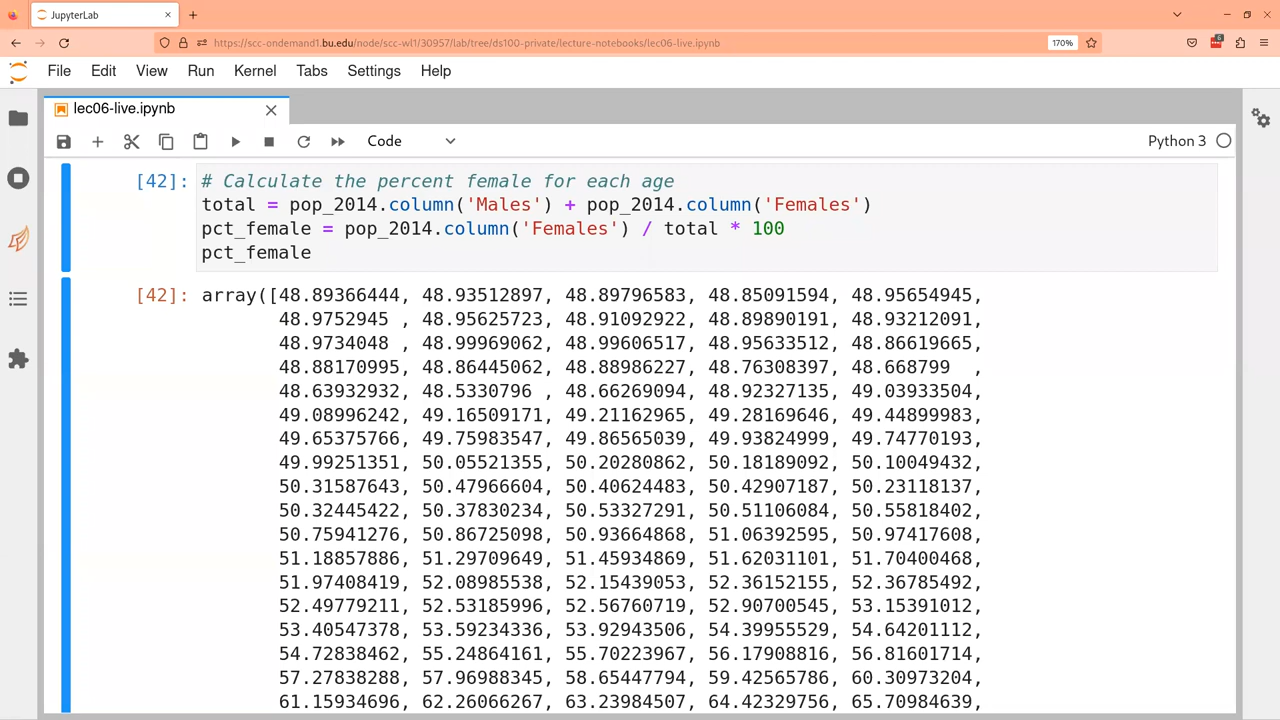 JupyterLab
https://scc-ondemand1.bu.edu/node/scc-wl1/30957/lab/tree/ds100-private/lecture-notebooks/lec06-live.ipynb
170%
6
File Edit View Run Kernel Tabs Settings Help
lec06-live.ipynb
Code
Python 3
[42]: # Calculate the percent female for each age
total = pop_2014.column('Males') + pop_2014.column('Females')
pct_female = pop_2014.column('Females') / total * 100
pct_female
[42]: array([48.89366444, 48.93512897, 48.89796583, 48.85091594, 48.95654945,
48.9752945 , 48.95625723, 48.91092922, 48.89890191, 48.93212091,
48.9734048 , 48.99969062, 48.99606517, 48.95633512, 48.86619665,
48.88170995, 48.86445062, 48.88986227, 48.76308397, 48.668799  ,
48.63932932, 48.5330796 , 48.66269094, 48.92327135, 49.03933504,
49.08996242, 49.16509171, 49.21162965, 49.28169646, 49.44899983,
49.65375766, 49.75983547, 49.86565039, 49.93824999, 49.74770193,
49.99251351, 50.05521355, 50.20280862, 50.18189092, 50.10049432,
50.31587643, 50.47966604, 50.40624483, 50.42907187, 50.23118137,
50.32445422, 50.37830234, 50.53327291, 50.51106084, 50.55818402,
50.75941276, 50.86725098, 50.93664868, 51.06392595, 50.97417608,
51.18857886, 51.29709649, 51.45934869, 51.62031101, 51.70400468,
51.97408419, 52.08985538, 52.15439053, 52.36152155, 52.36785492,
52.49779211, 52.53185996, 52.56760719, 52.90700545, 53.15391012,
53.40547378, 53.59234336, 53.92943506, 54.39955529, 54.64201112,
54.72838462, 55.24864161, 55.70223967, 56.17908816, 56.81601714,
57.27838288, 57.96988345, 58.65447794, 59.42565786, 60.30973204,
61.15934696, 62.26066267, 63.23984507, 64.42329756, 65.70984639,